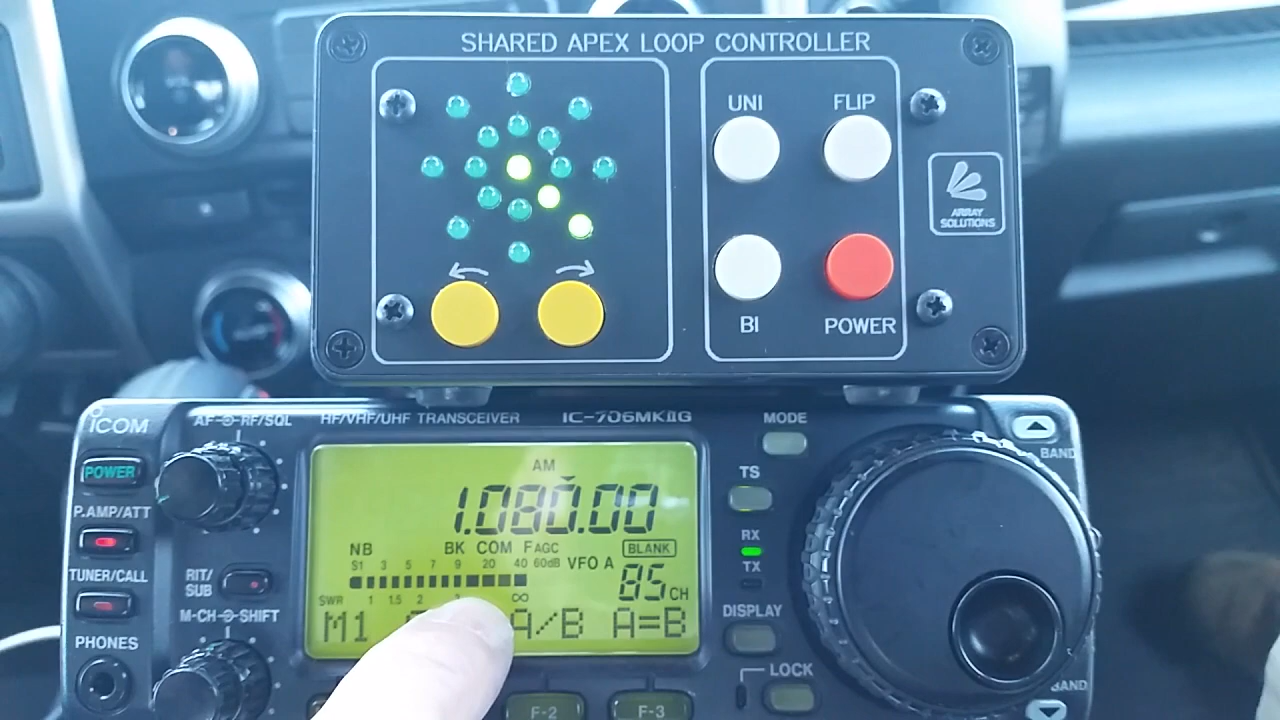 SHARED APEX LOOP CONTROLLER
UNI FLIP
ARRAY
SOLUTIONS
BI POWER
ICOM AF RF/SQL HF/VHF/UHF TRANSCEIVER IC-706MKIIG MODE
BAND
POWER
AM
TS
1.080.00
P.AMP/ATT
RX
NB BK COM FAGC BLANK
S1 3 5 7 9 20 40 60dB VFO A
TX
TUNER/CALL RIT/
SUB
85 CH
SWR 1 1.5 2 3 ∞
DISPLAY
M-CH SHIFT
M1 A/B A=B
PHONES
LOCK
BAND
F-2 F-3